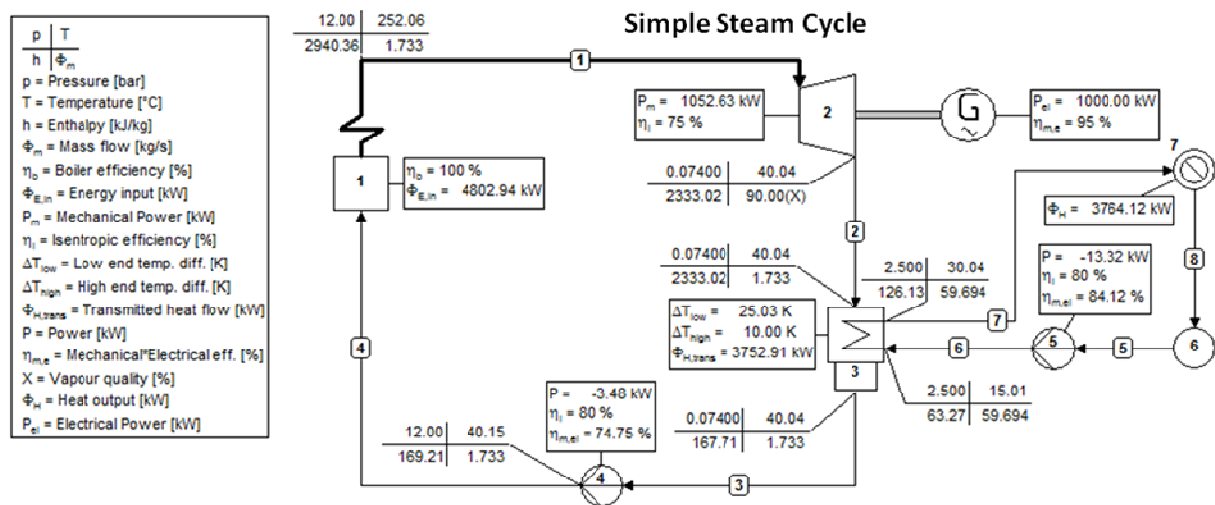 Simple Steam Cycle
p T
h Φm
p = Pressure [bar]
T = Temperature [°C]
h = Enthalpy [kJ/kg]
Φm = Mass flow [kg/s]
ηb = Boiler efficiency [%]
ΦE,in = Energy input [kW]
Pm = Mechanical Power [kW]
ηi = Isentropic efficiency [%]
ΔTlow = Low end temp. diff. [K]
ΔThigh = High end temp. diff. [K]
ΦH,trans = Transmitted heat flow [kW]
P = Power [kW]
ηm,e = Mechanical*Electrical eff. [%]
X = Vapour quality [%]
ΦH = Heat output [kW]
Pel = Electrical Power [kW]
12.00 252.06
2940.36 1.733
1
Pm = 1052.63 kW
ηi = 75 %
2
G
~
Pel = 1000.00 kW
ηm,e = 95 %
7
1
ηb = 100 %
ΦE,in = 4802.94 kW
0.07400 40.04
2333.02 90.00(X)
ΦH = 3764.12 kW
2
8
0.07400 40.04
2333.02 1.733
2.500 30.04
126.13 59.694
P = -13.32 kW
ηi = 80 %
ηm,el = 84.12 %
7
ΔTlow = 25.03 K
ΔThigh = 10.00 K
ΦH,trans = 3752.91 kW
4
6
5
5
6
3
2.500 15.01
63.27 59.694
P = -3.48 kW
ηi = 80 %
ηm,el = 74.75 %
0.07400 40.04
167.71 1.733
12.00 40.15
169.21 1.733
4
3